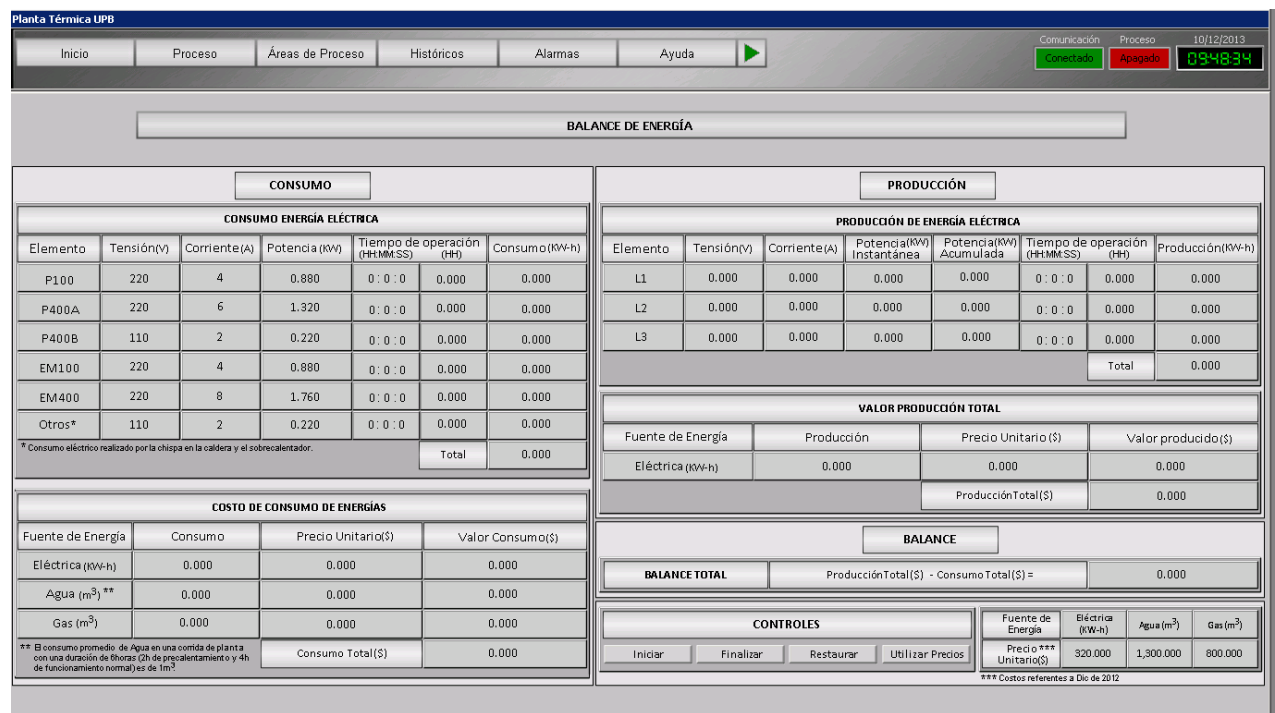 Planta Térmica UPB
Inicio Proceso Áreas de Proceso Históricos Alarmas Ayuda
Comunicación Proceso 10/12/2013
Conectado Apagado 09:48:34
BALANCE DE ENERGÍA
CONSUMO
CONSUMO ENERGÍA ELÉCTRICA
Elemento Tensión(V) Corriente(A) Potencia(KW) Tiempo de operación (HH:MM:SS) (HH) Consumo(KW-h)
P100 220 4 0.880 0:0:0 0.000 0.000
P400A 220 6 1.320 0:0:0 0.000 0.000
P400B 110 2 0.220 0:0:0 0.000 0.000
EM100 220 4 0.880 0:0:0 0.000 0.000
EM400 220 8 1.760 0:0:0 0.000 0.000
Otros* 110 2 0.220 0:0:0 0.000 0.000
* Consumo eléctrico realizado por la chispa en la caldera y el sobrecalentador.
Total 0.000
COSTO DE CONSUMO DE ENERGÍAS
Fuente de Energía Consumo Precio Unitario($) Valor Consumo($)
Eléctrica (KW-h) 0.000 0.000 0.000
Agua (m³) ** 0.000 0.000 0.000
Gas (m³) 0.000 0.000 0.000
** El consumo promedio de Agua en una corrida de planta
con una duración de 6horas (2h de precalentamiento y 4h
de funcionamiento normal) es de 1m³
Consumo Total($) 0.000
PRODUCCIÓN
PRODUCCIÓN DE ENERGÍA ELÉCTRICA
Elemento Tensión(V) Corriente(A) Potencia(KW) Instantánea Potencia(KW) Acumulada Tiempo de operación (HH:MM:SS) (HH) Producción(KW-h)
L1 0.000 0.000 0.000 0.000 0:0:0 0.000 0.000
L2 0.000 0.000 0.000 0.000 0:0:0 0.000 0.000
L3 0.000 0.000 0.000 0.000 0:0:0 0.000 0.000
Total 0.000
VALOR PRODUCCIÓN TOTAL
Fuente de Energía Producción Precio Unitario ($) Valor producido($)
Eléctrica (KW-h) 0.000 0.000 0.000
ProducciónTotal($) 0.000
BALANCE
BALANCE TOTAL ProducciónTotal($) - Consumo Total($) = 0.000
CONTROLES
Iniciar Finalizar Restaurar Utilizar Precios
Fuente de Energía Eléctrica (KW-h) Agua (m³) Gas (m³)
Precio *** Unitario($) 320.000 1,300.000 800.000
*** Costos referentes a Dic de 2012